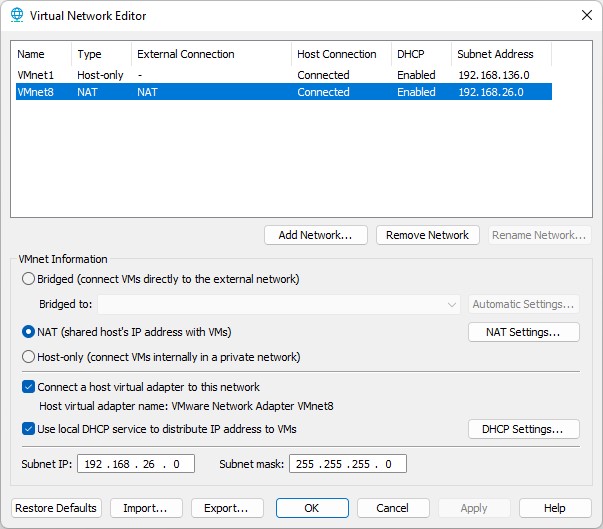 Virtual Network Editor
Name Type External Connection Host Connection DHCP Subnet Address
VMnet1 Host-only - Connected Enabled 192.168.136.0
VMnet8 NAT NAT Connected Enabled 192.168.26.0
Add Network... Remove Network Rename Network...
VMnet Information
Bridged (connect VMs directly to the external network)
Bridged to: Automatic Settings...
NAT (shared host's IP address with VMs) NAT Settings...
Host-only (connect VMs internally in a private network)
Connect a host virtual adapter to this network
Host virtual adapter name: VMware Network Adapter VMnet8
Use local DHCP service to distribute IP address to VMs DHCP Settings...
Subnet IP: 192 .168 . 26 . 0 Subnet mask: 255 .255 .255 . 0
Restore Defaults Import... Export... OK Cancel Apply Help